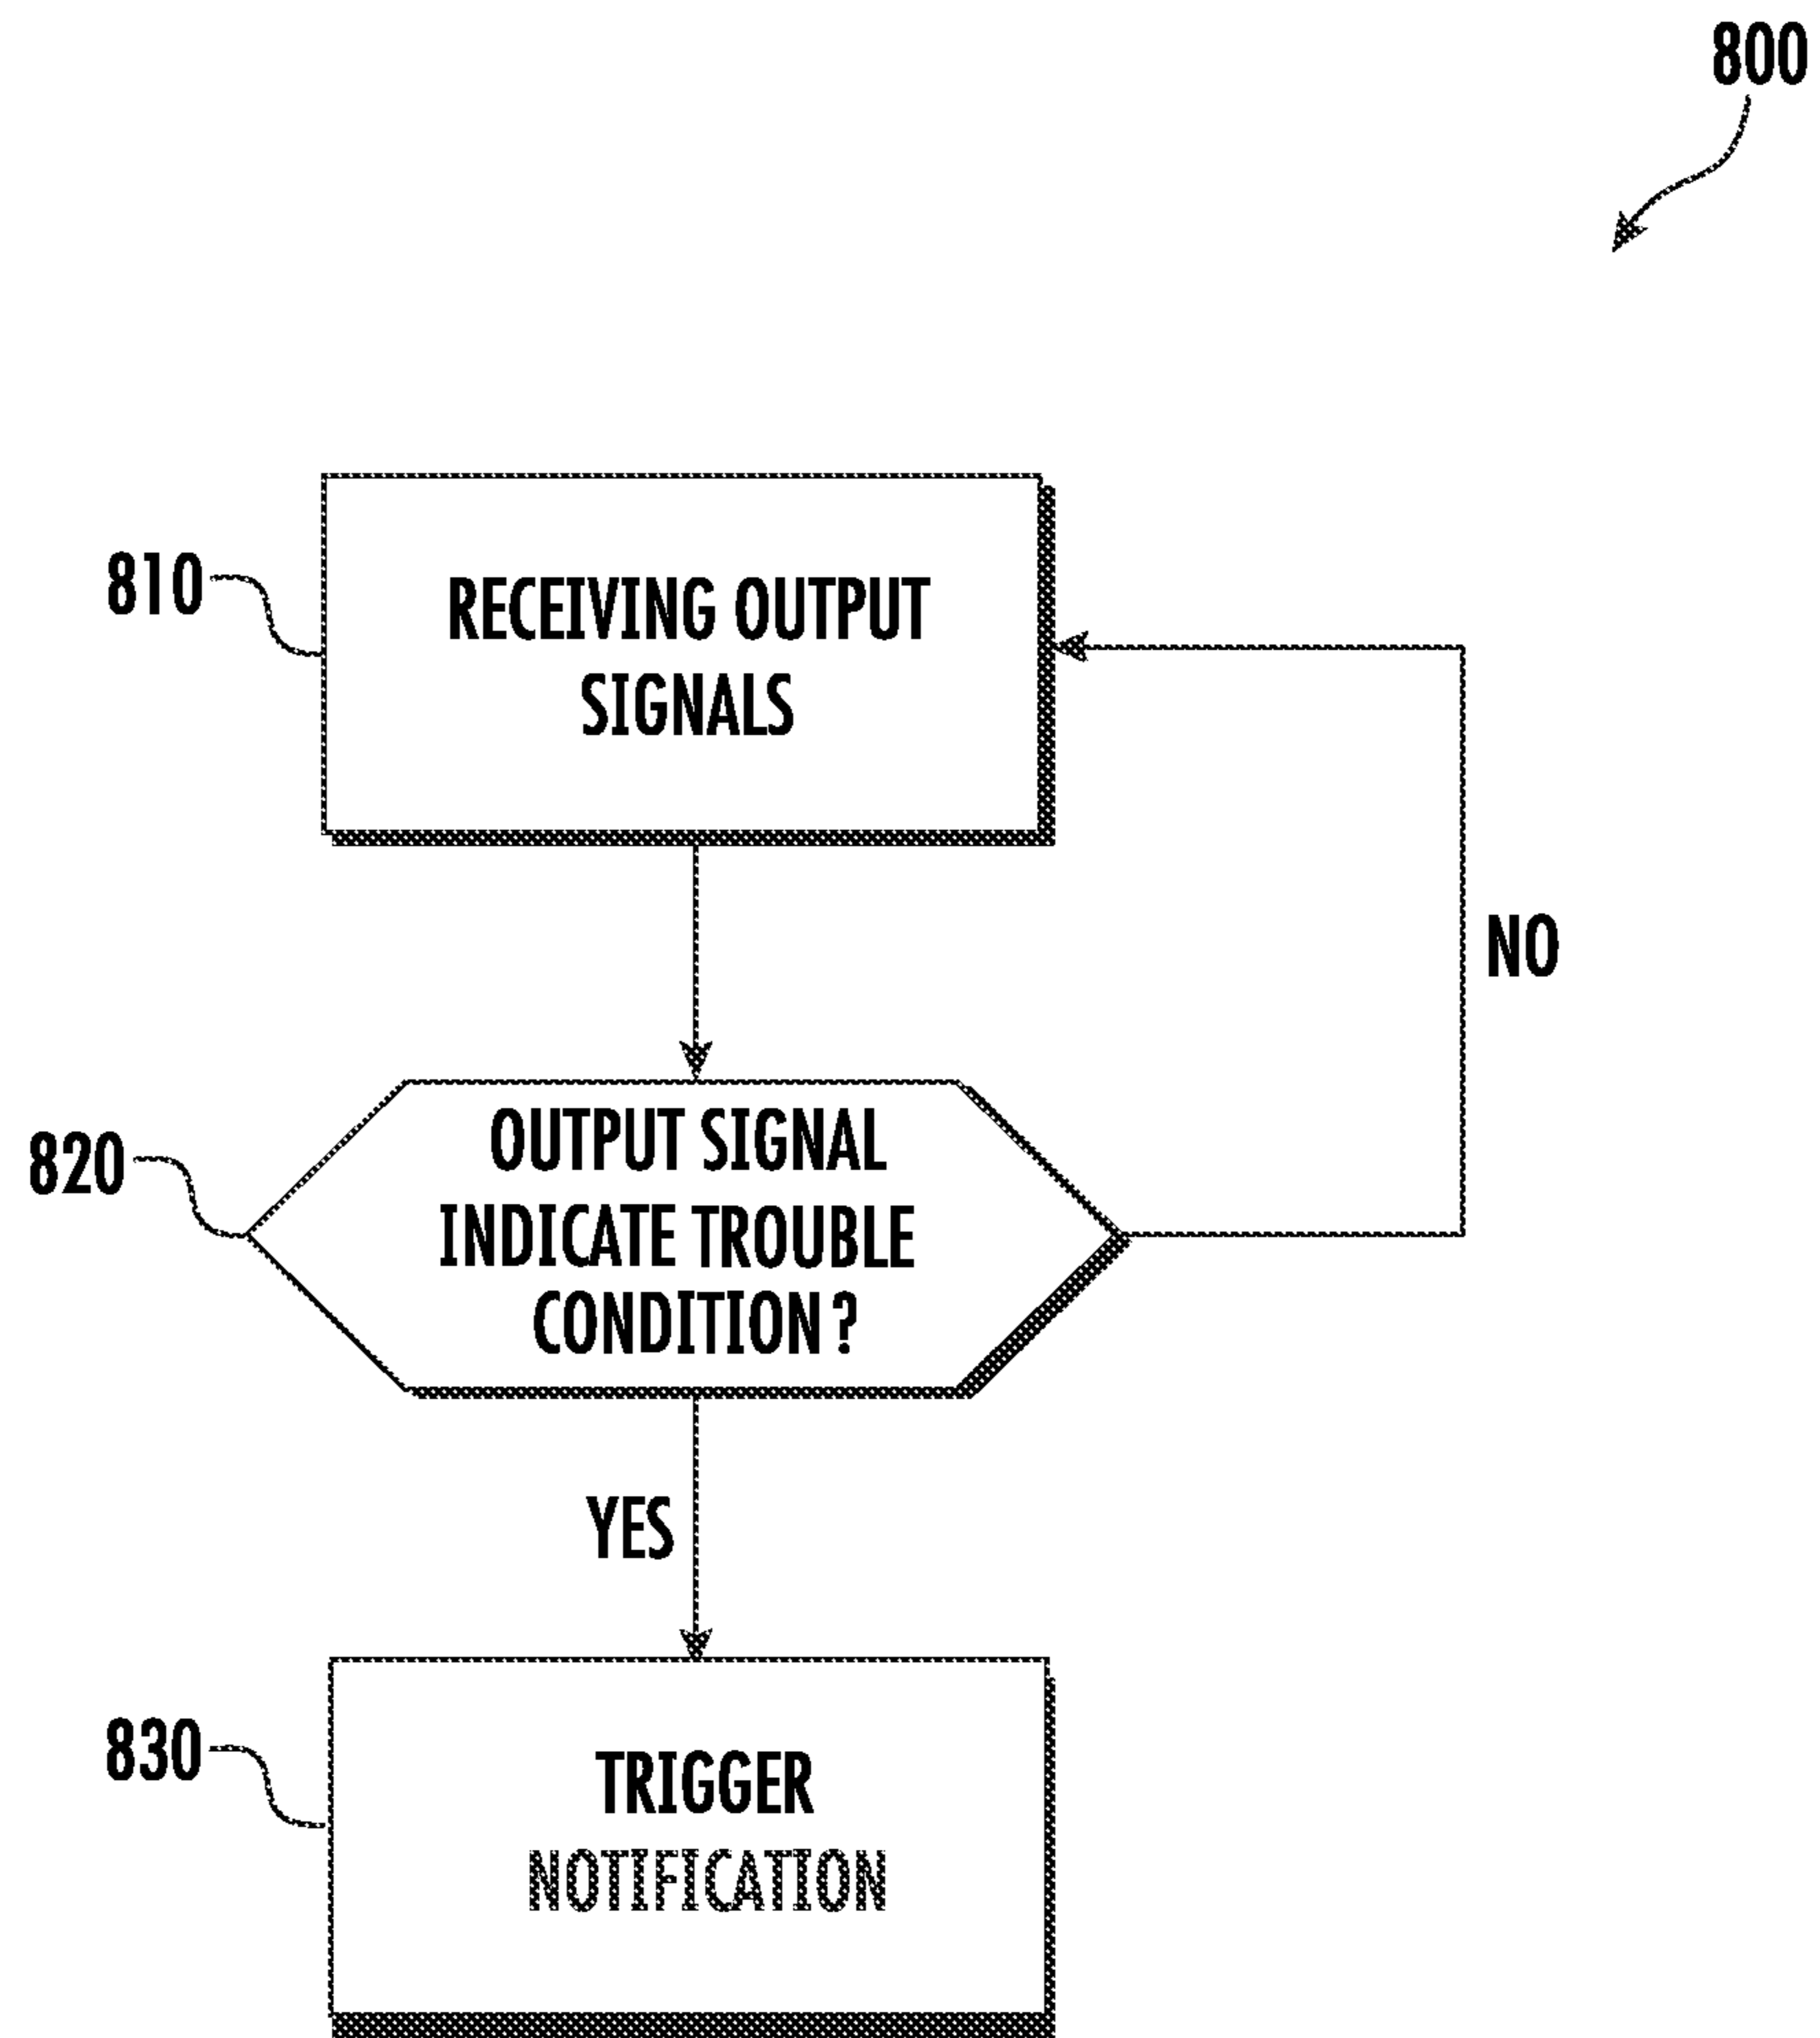 800
810
RECEIVING OUTPUT
SIGNALS
NO
820
OUTPUT SIGNAL
INDICATE TROUBLE
CONDITION?
YES
830
TRIGGER
NOTIFICATION